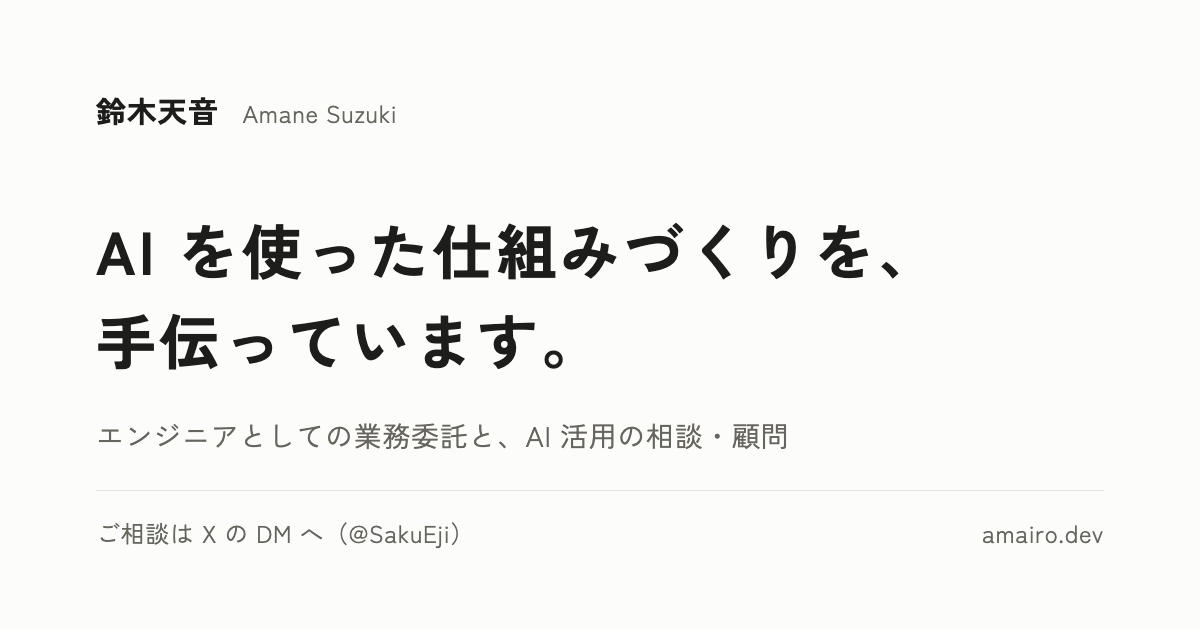 鈴木天音 Amane Suzuki
AI を使った仕組みづくりを、
手伝っています。
エンジニアとしての業務委託と、AI 活用の相談・顧問
ご相談は X の DM へ（@SakuEji） amairo.dev